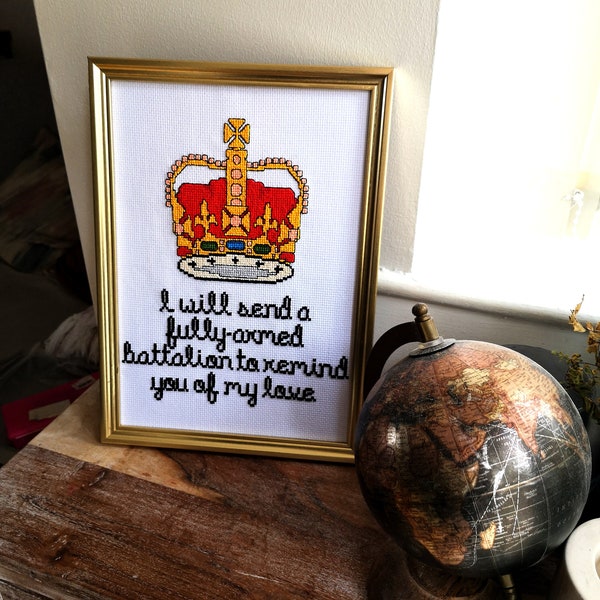 I will send a
fully-armed
battalion to remind
you of my love